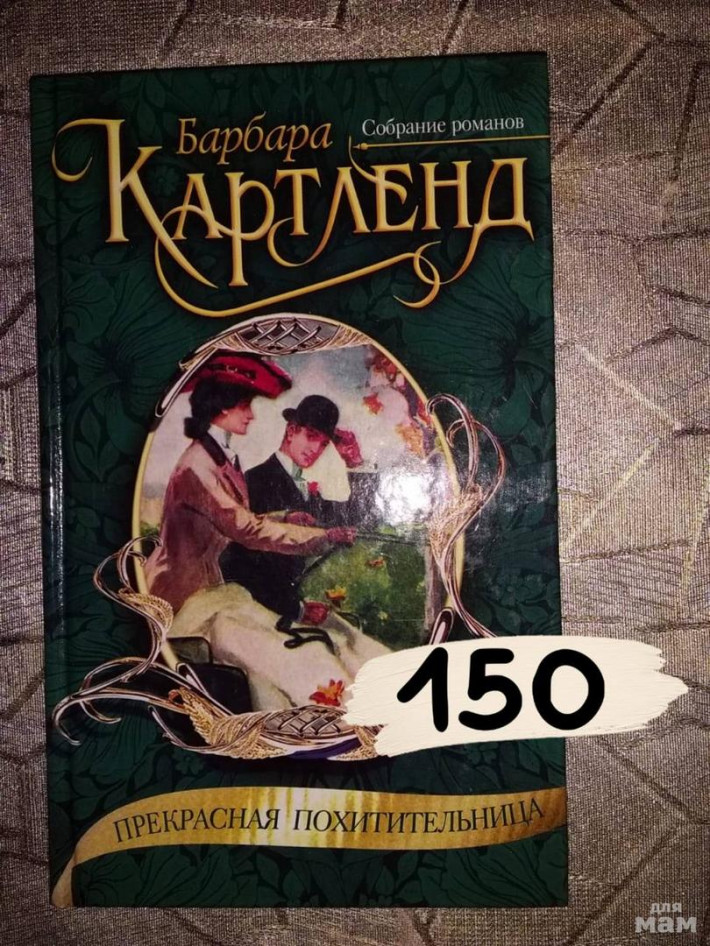 Барбара
Собрание романов
КАРТЛЕНД
150
ПРЕКРАСНАЯ ПОХИТИТЕЛЬНИЦА
для
мам